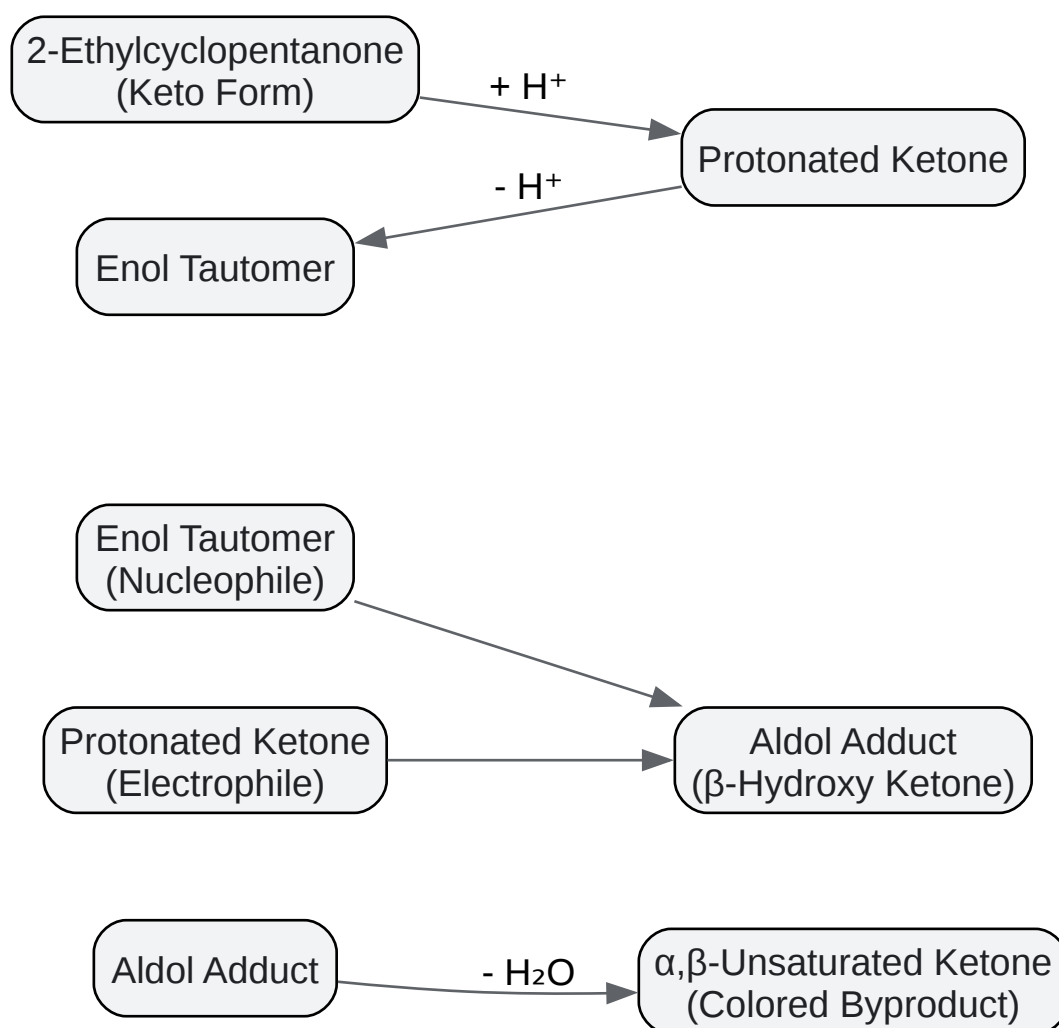 2-Ethylcyclopentanone
(Keto Form)
+ H⁺
Protonated Ketone
- H⁺
Enol Tautomer
Enol Tautomer
(Nucleophile)
Protonated Ketone
(Electrophile)
Aldol Adduct
(β-Hydroxy Ketone)
Aldol Adduct
- H₂O
α,β-Unsaturated Ketone
(Colored Byproduct)